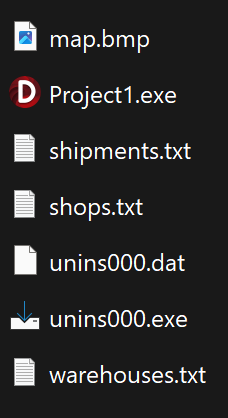 map.bmp
Project1.exe
shipments.txt
shops.txt
unins000.dat
unins000.exe
warehouses.txt